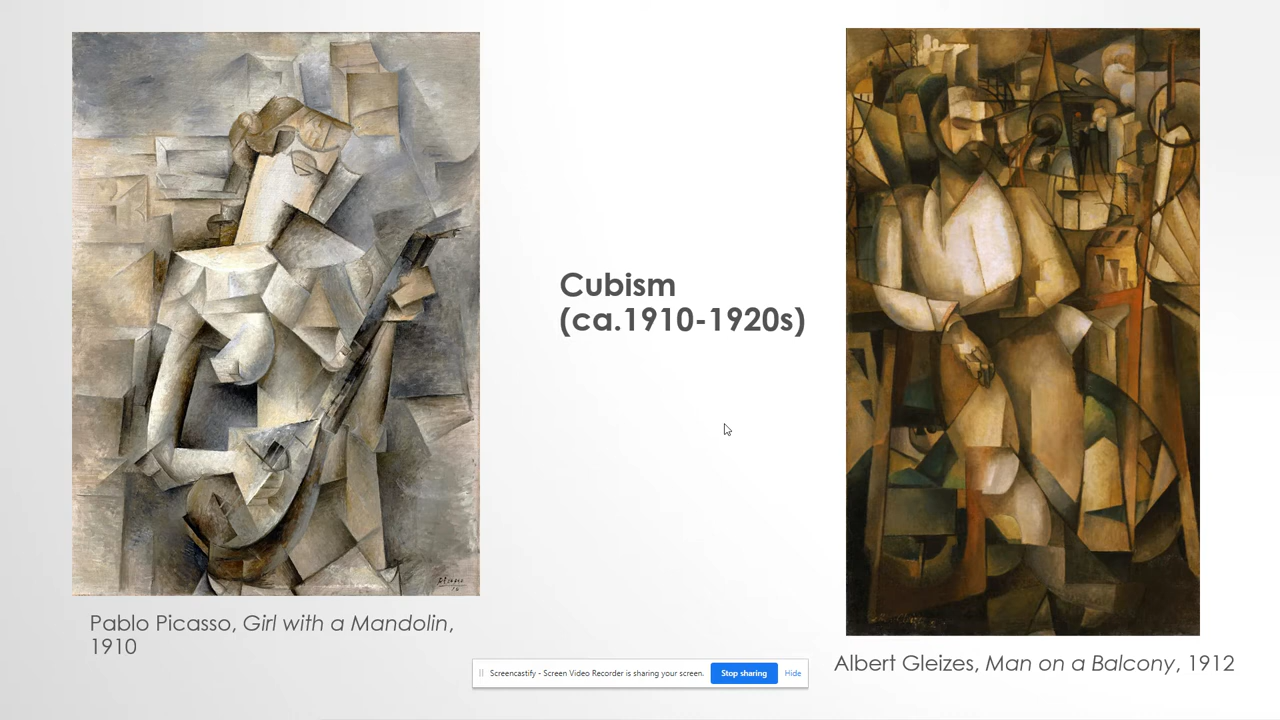 Cubism
(ca.1910-1920s)
Pablo Picasso, Girl with a Mandolin,
1910
Albert Gleizes, Man on a Balcony, 1912
Screencastify - Screen Video Recorder is sharing your screen. Stop sharing Hide